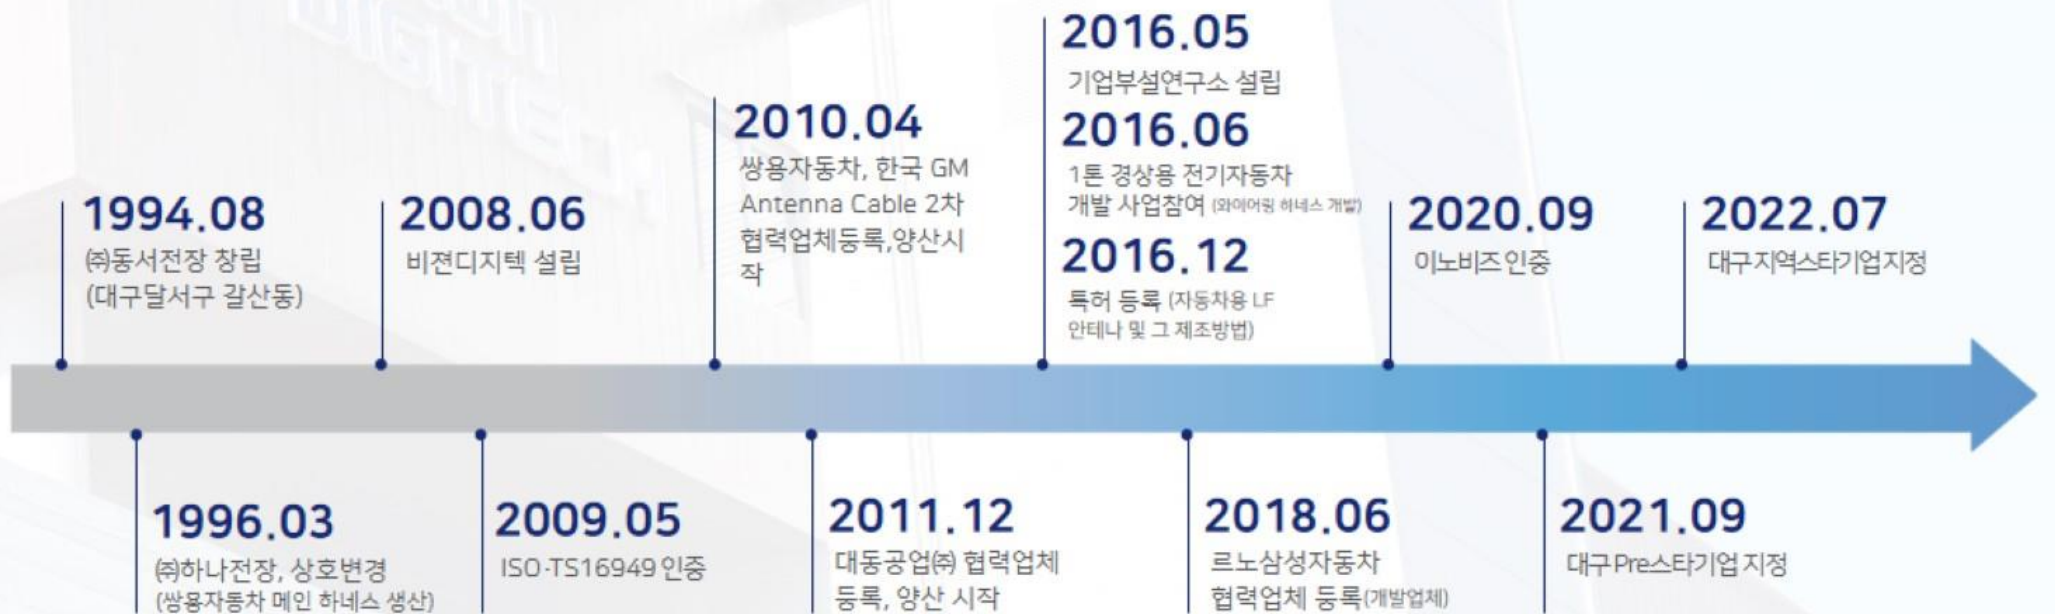 1994.08
㈜동서전장 창립
(대구달서구 갈산동)
1996.03
㈜하나전장, 상호변경
(쌍용자동차 메인 하네스 생산)
2008.06
비젼디지텍 설립
2009.05
ISO-TS16949 인증
2010.04
쌍용자동차, 한국 GM
Antenna Cable 2차
협력업체등록,양산시
작
2011.12
대동공업㈜ 협력업체
등록, 양산 시작
2016.05
기업부설연구소 설립
2016.06
1톤 경상용 전기자동차
개발 사업참여 (와이어링 하네스 개발)
2016.12
특허 등록 (자동차용 LF
안테나 및 그 제조방법)
2018.06
르노삼성자동차
협력업체 등록(개발업체)
2020.09
이노비즈 인증
2021.09
대구 Pre스타기업 지정
2022.07
대구지역스타기업지정
DIGITECH